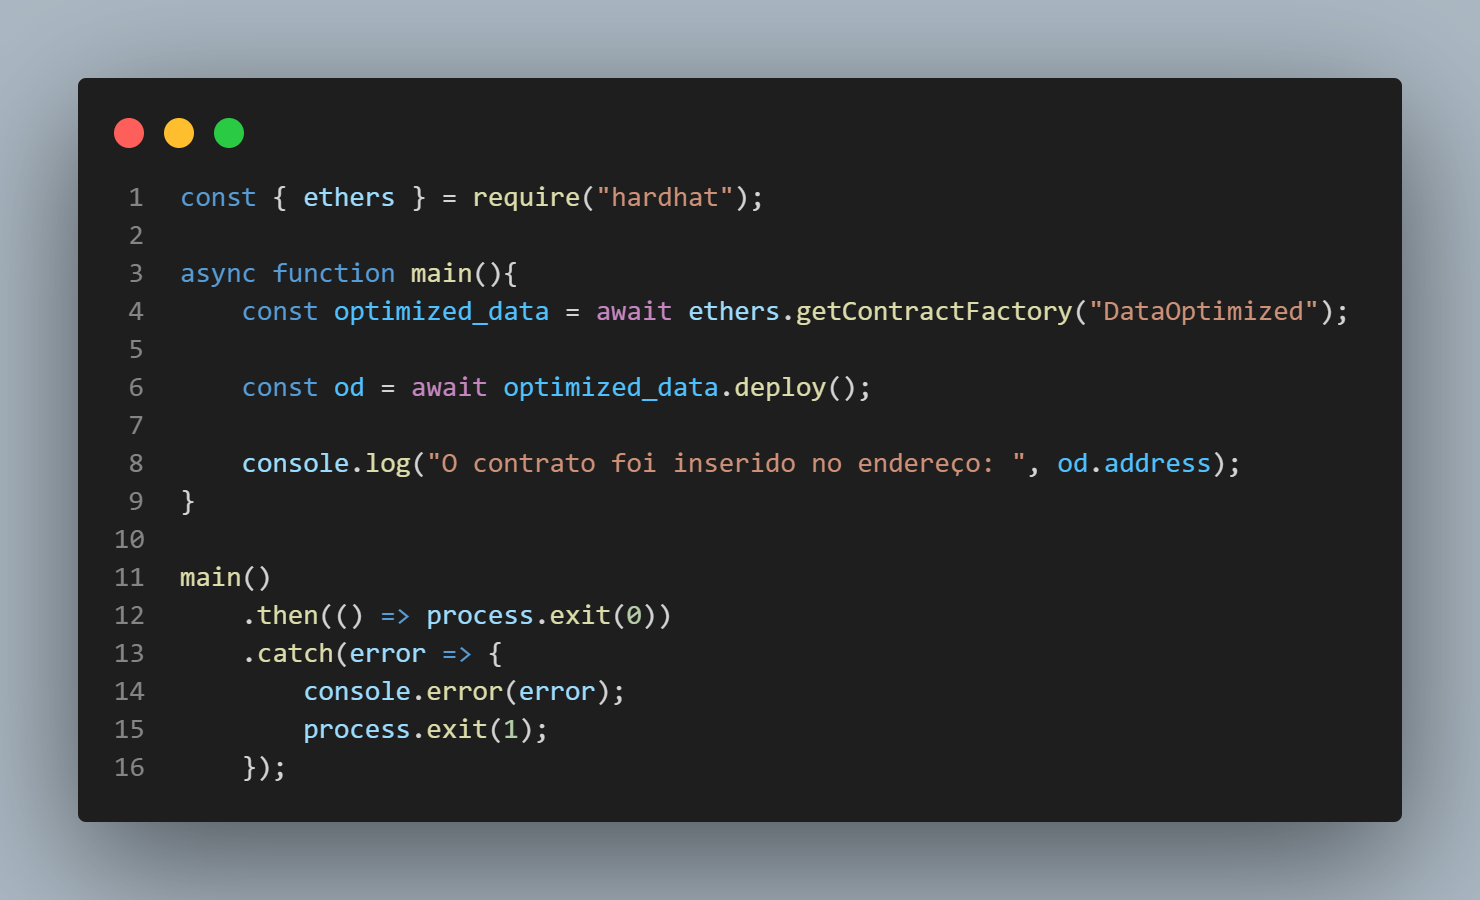 1 const { ethers } = require("hardhat");
2
3 async function main(){
4     const optimized_data = await ethers.getContractFactory("DataOptimized");
5
6     const od = await optimized_data.deploy();
7
8     console.log("O contrato foi inserido no endereço: ", od.address);
9 }
10
11 main()
12     .then(() => process.exit(0))
13     .catch(error => {
14         console.error(error);
15         process.exit(1);
16     });